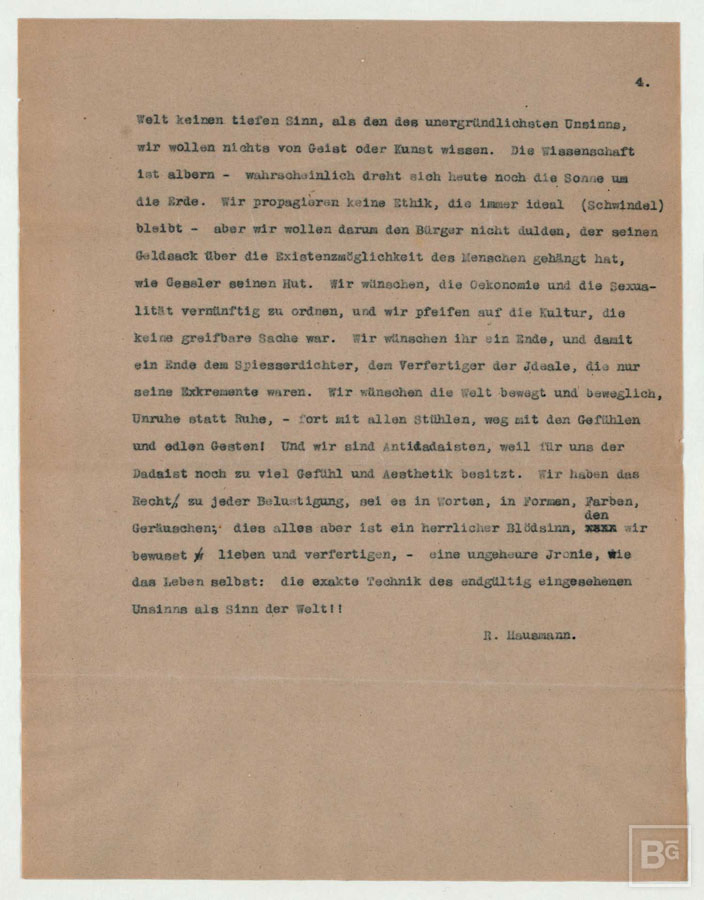 4.
Welt keinen tiefen Sinn, als den des unergründlichsten Unsinns,
wir wollen nichts von Geist oder Kunst wissen. Die Wissenschaft
ist albern - wahrscheinlich dreht sich heute noch die Sonne um
die Erde. Wir propagieren keine Ethik, die immer ideal (Schwindel)
bleibt - aber wir wollen darum den Bürger nicht dulden, der seinen
Geldsack über die Existenzmöglichkeit des Menschen gehängt hat,
wie Gessler seinen Hut. Wir wünschen, die Oekonomie und die Sexua-
lität vernünftig zu ordnen, und wir pfeifen auf die Kultur, die
keine greifbare Sache war. Wir wünschen ihr ein Ende, und damit
ein Ende dem Spiesserdichter, dem Verfertiger der Jdeale, die nur
seine Exkremente waren. Wir wünschen die Welt bewegt und beweglich,
Unruhe statt Ruhe, - fort mit allen Stühlen, weg mit den Gefühlen
und edlen Gesten! Und wir sind Antidadaisten, weil für uns der
Dadaist noch zu viel Gefühl und Aesthetik besitzt. Wir haben das
Recht, zu jeder Belustigung, sei es in Worten, in Formen, Farben,
Geräuschen; dies alles aber ist ein herrlicher Blödsinn, den wir
bewusst lieben und verfertigen, - eine ungeheure Jronie, wie
das Leben selbst: die exakte Technik des endgültig eingesehenen
Unsinns als Sinn der Welt!!
R. Hausmann.
BG